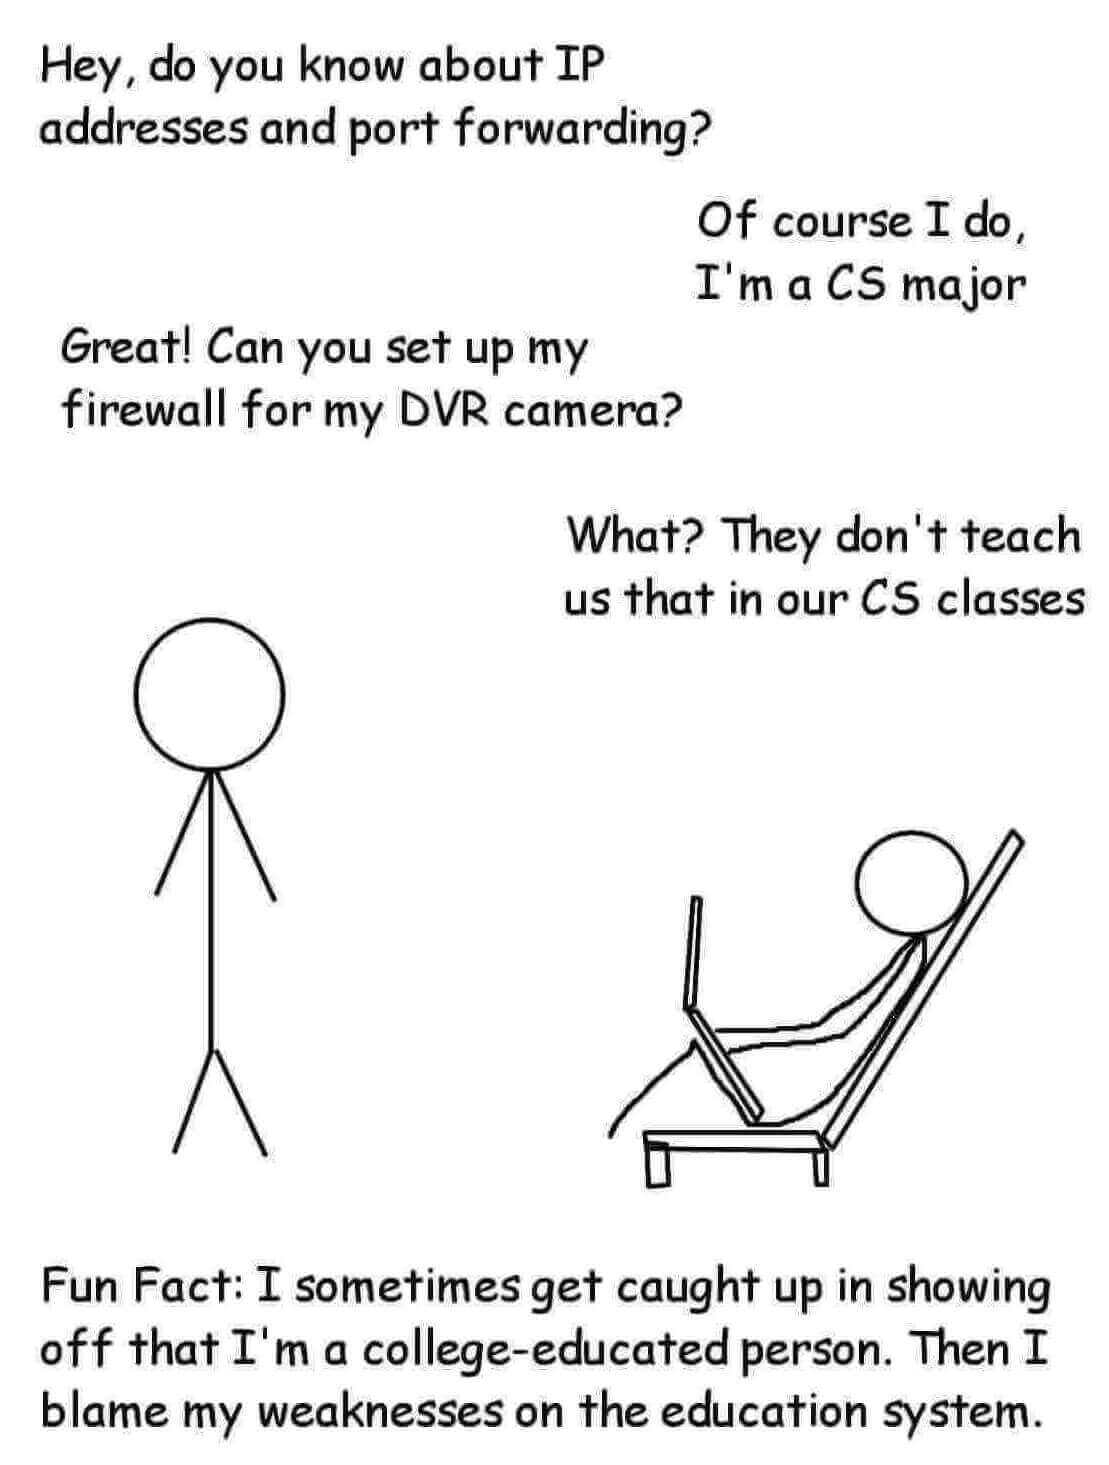 Hey, do you know about IP
addresses and port forwarding?
Of course I do,
I'm a CS major
Great! Can you set up my
firewall for my DVR camera?
What? They don't teach
us that in our CS classes
Fun Fact: I sometimes get caught up in showing
off that I'm a college-educated person. Then I
blame my weaknesses on the education system.